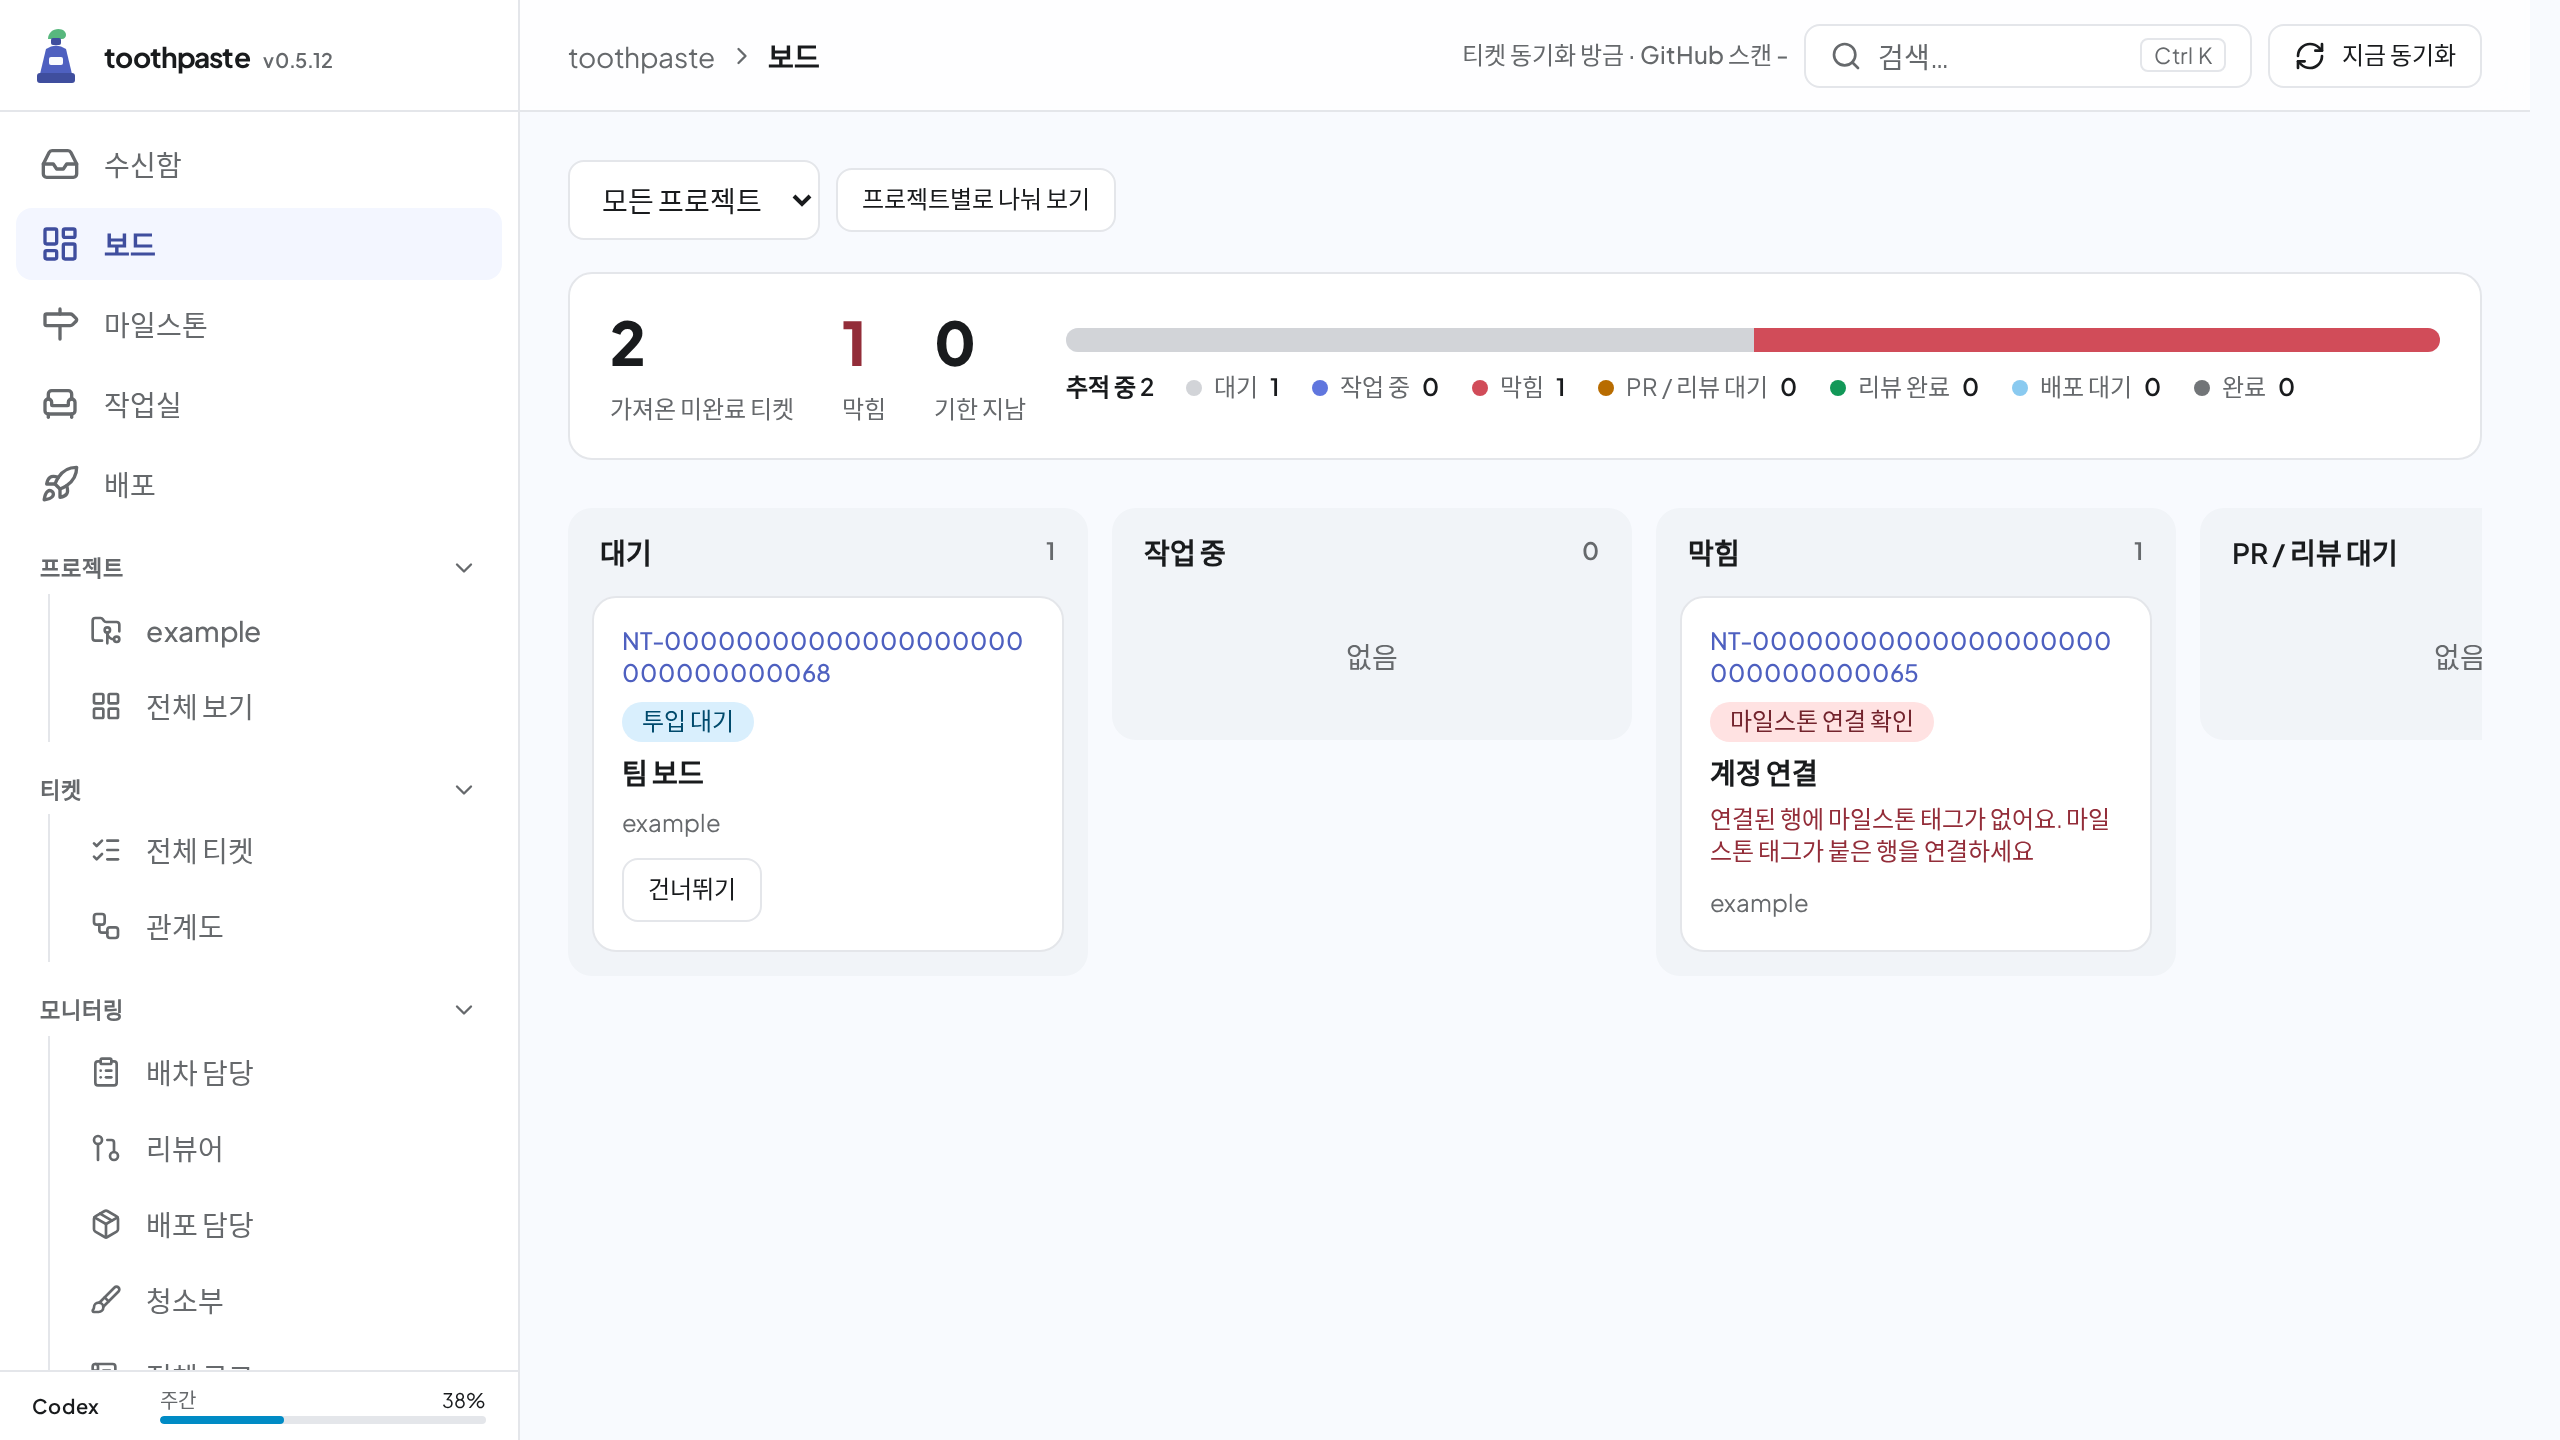 toothpaste v0.5.12
수신함
보드
마일스톤
작업실
배포
프로젝트
example
전체 보기
티켓
전체 티켓
관계도
모니터링
배차 담당
리뷰어
배포 담당
청소부
Codex
주간
38%
toothpaste > 보드
티켓 동기화 방금 · GitHub 스캔 -
검색...
Ctrl K
지금 동기화
모든 프로젝트
프로젝트별로 나눠 보기
2
가져온 미완료 티켓
1
막힘
0
기한 지남
추적 중 2 대기 1 작업 중 0 막힘 1 PR / 리뷰 대기 0 리뷰 완료 0 배포 대기 0 완료 0
대기 1
NT-00000000000000000000
000000000068
투입 대기
팀 보드
example
건너뛰기
작업 중 0
없음
막힘 1
NT-00000000000000000000
000000000065
마일스톤 연결 확인
계정 연결
연결된 행에 마일스톤 태그가 없어요. 마일
스톤 태그가 붙은 행을 연결하세요
example
PR / 리뷰 대기
없음